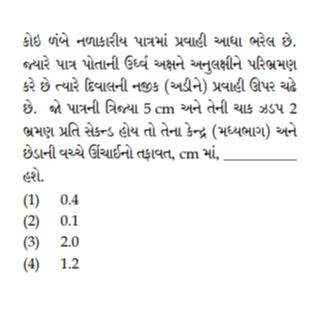 કોઇ લંબે નળાકારીય પાત્રમાં પ્રવાહી આઘા ભરેલ છે.
જ્યારે પાત્ર પોતાની ઉર્ધ્વ અક્ષને અનુલક્ષીને પરિભ્રમણ
કરે છે ત્યારે દિવાલની નજીક (અડીને) પ્રવાહી ઊપર ચઢે
છે. જો પાત્રની ત્રિજ્યા 5 cm અને તેની ચાક ઝડપ 2
ભ્રમણ પ્રતિ સેકન્ડ હોય તો તેના કેન્દ્ર (મધ્યભાગ) અને
છેડાની વચ્ચે ઊંચાઈનો તફાવત, cm માં, __________
હશે.
(1) 0.4
(2) 0.1
(3) 2.0
(4) 1.2